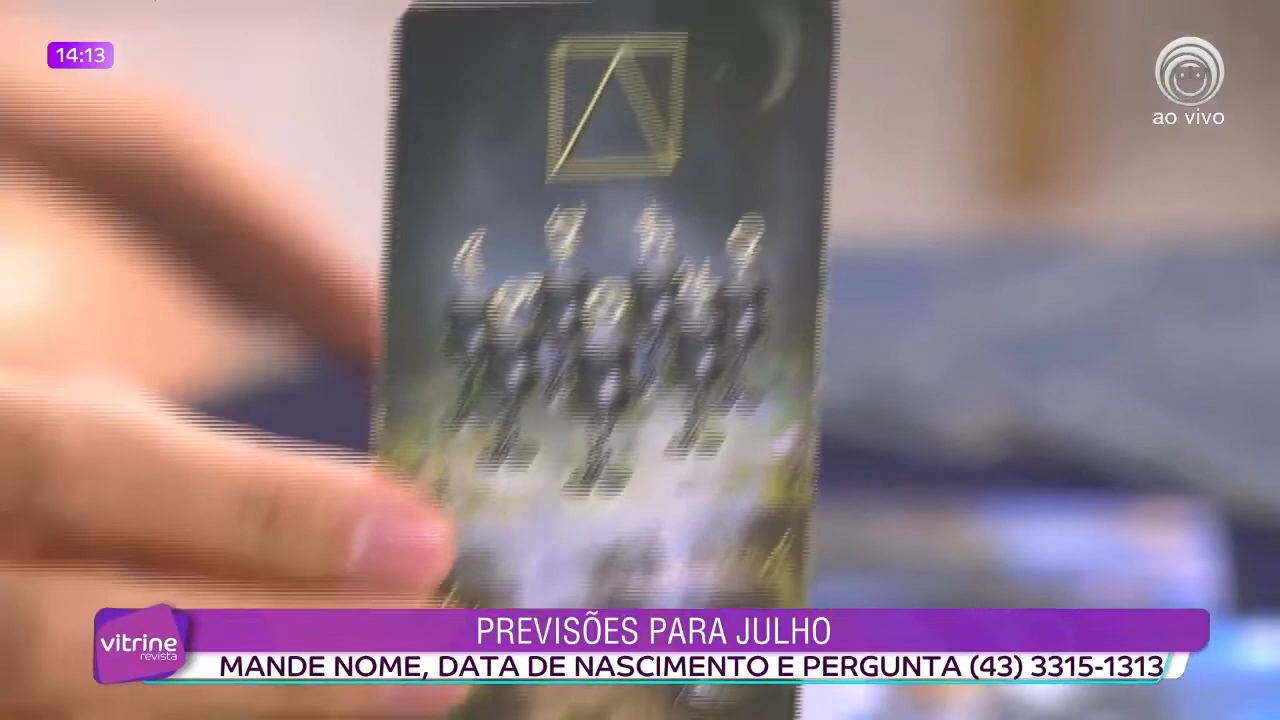 14:13
ao vivo
PREVISÕES PARA JULHO
vitrine
revista
MANDE NOME, DATA DE NASCIMENTO E PERGUNTA (43) 3315-1313